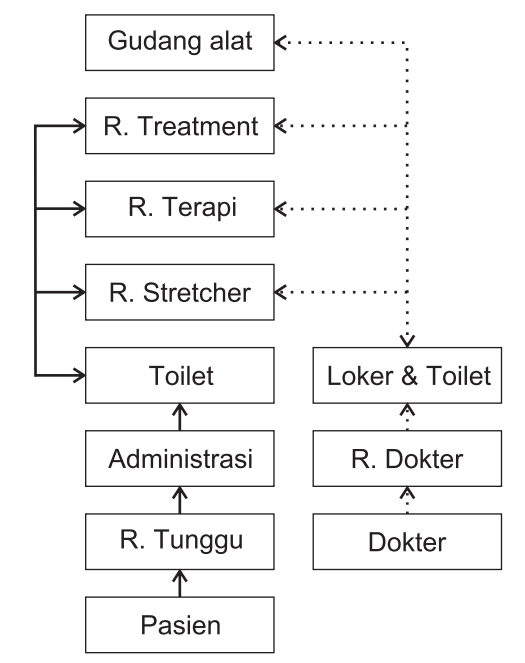 Gudang alat
R. Treatment
R. Terapi
R. Stretcher
Toilet
Loker & Toilet
Administrasi
R. Dokter
R. Tunggu
Dokter
Pasien